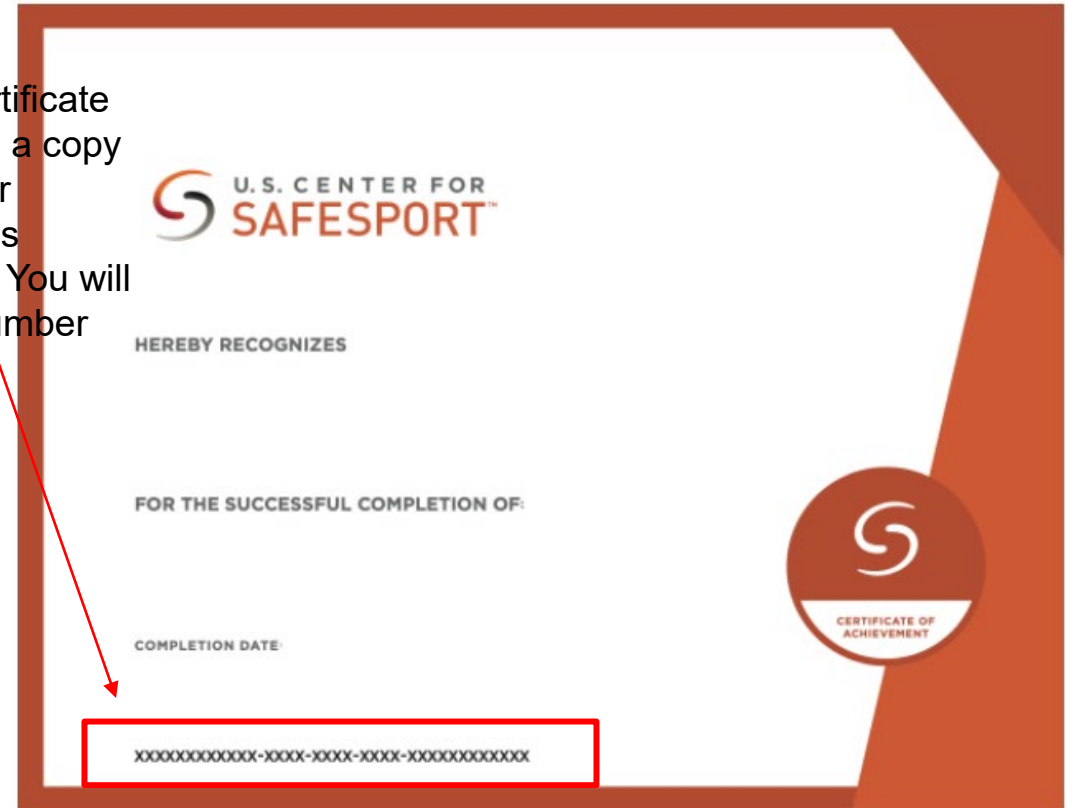 tificate
a copy
r
s
You will
umber
U.S. CENTER FOR
SAFESPORT™
HEREBY RECOGNIZES
FOR THE SUCCESSFUL COMPLETION OF:
CERTIFICATE OF
ACHIEVEMENT
COMPLETION DATE:
XXXXXXXXXXXX-XXXX-XXXX-XXXX-XXXXXXXXXXXX